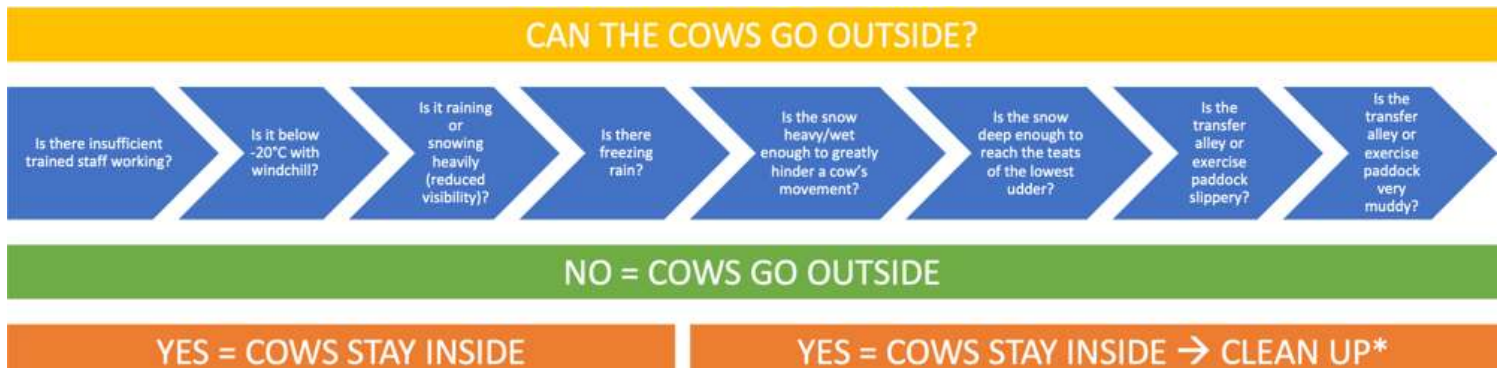 CAN THE COWS GO OUTSIDE?
Is there insufficient
trained staff working?
Is it below
-20°C with
windchill?
Is it raining
or
snowing
heavily
(reduced
visibility)?
Is there
freezing
rain?
Is the snow
heavy/wet
enough to greatly
hinder a cow’s
movement?
Is the snow
deep enough to
reach the teats
of the lowest
udder?
Is the
transfer
alley or
exercise
paddock
slippery?
Is the
transfer
alley or
exercise
paddock
very
muddy?
NO = COWS GO OUTSIDE
YES = COWS STAY INSIDE
YES = COWS STAY INSIDE → CLEAN UP*